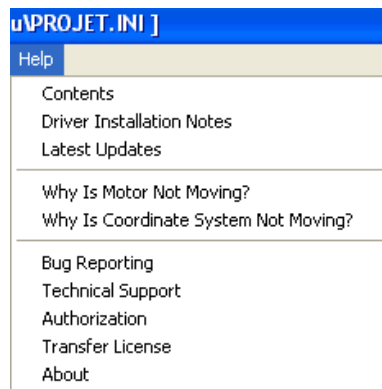 u\PROJET.INI ]
Help
Contents
Driver Installation Notes
Latest Updates
Why Is Motor Not Moving?
Why Is Coordinate System Not Moving?
Bug Reporting
Technical Support
Authorization
Transfer License
About